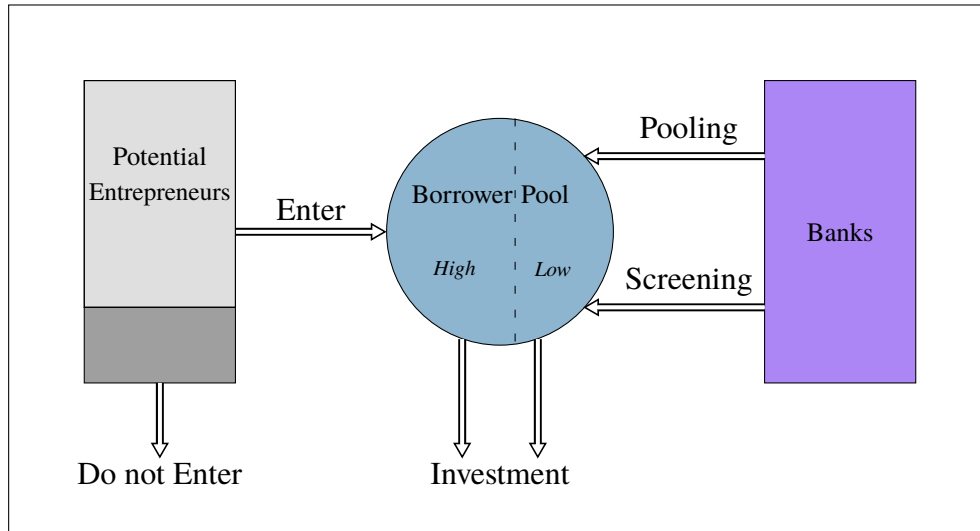 Potential
Entrepreneurs
Enter
Borrower Pool
High
Low
Pooling
Screening
Banks
Do not Enter
Investment